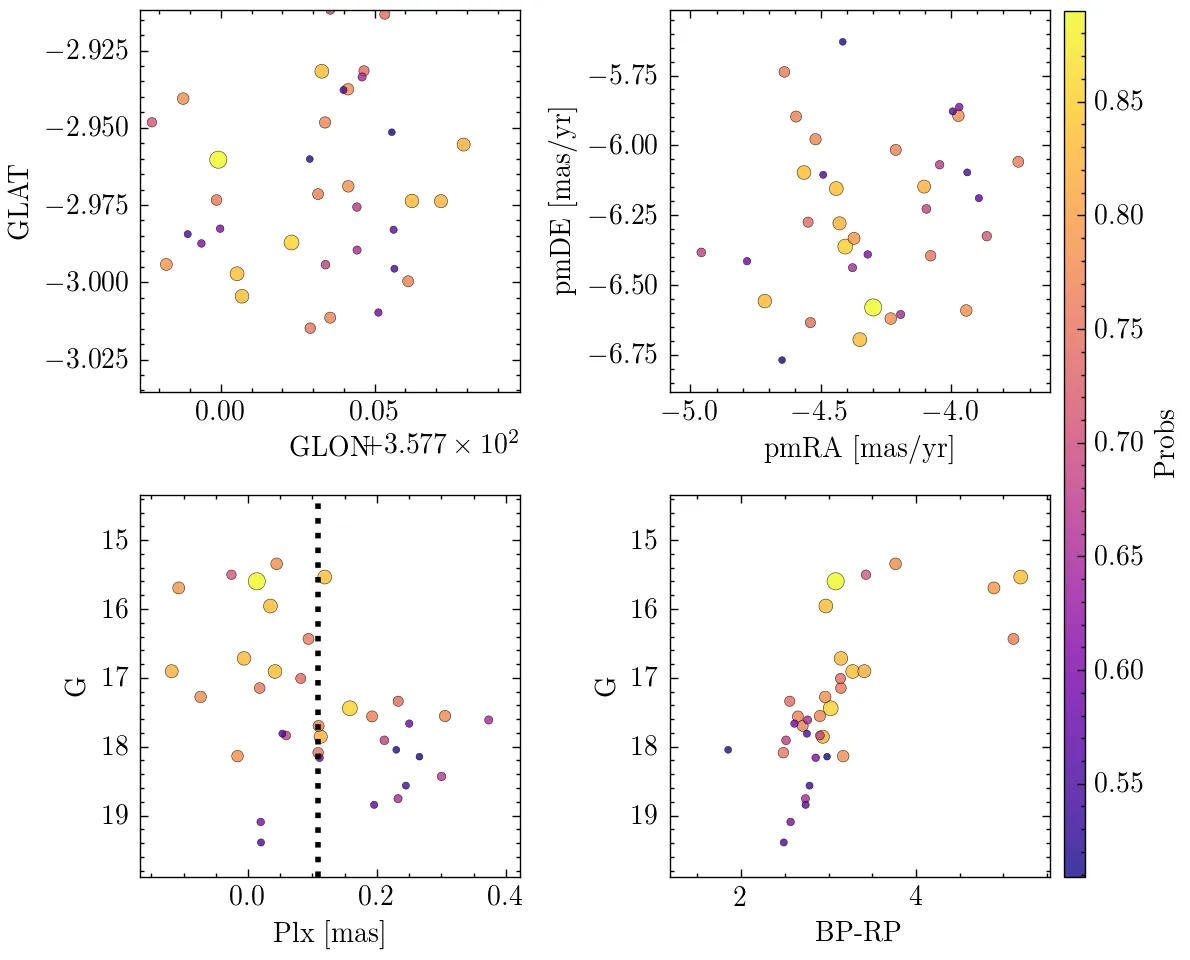 −2.925
−2.950
−2.975
−3.000
−3.025
GLAT
0.00 0.05
GLON +3.577 × 10²
−5.75
−6.00
−6.25
−6.50
−6.75
pmDE [mas/yr]
−5.0 −4.5 −4.0
pmRA [mas/yr]
15
16
17
18
19
G
0.0 0.2 0.4
Plx [mas]
15
16
17
18
19
G
2 4
BP-RP
0.85
0.80
0.75
0.70
0.65
0.60
0.55
Probs